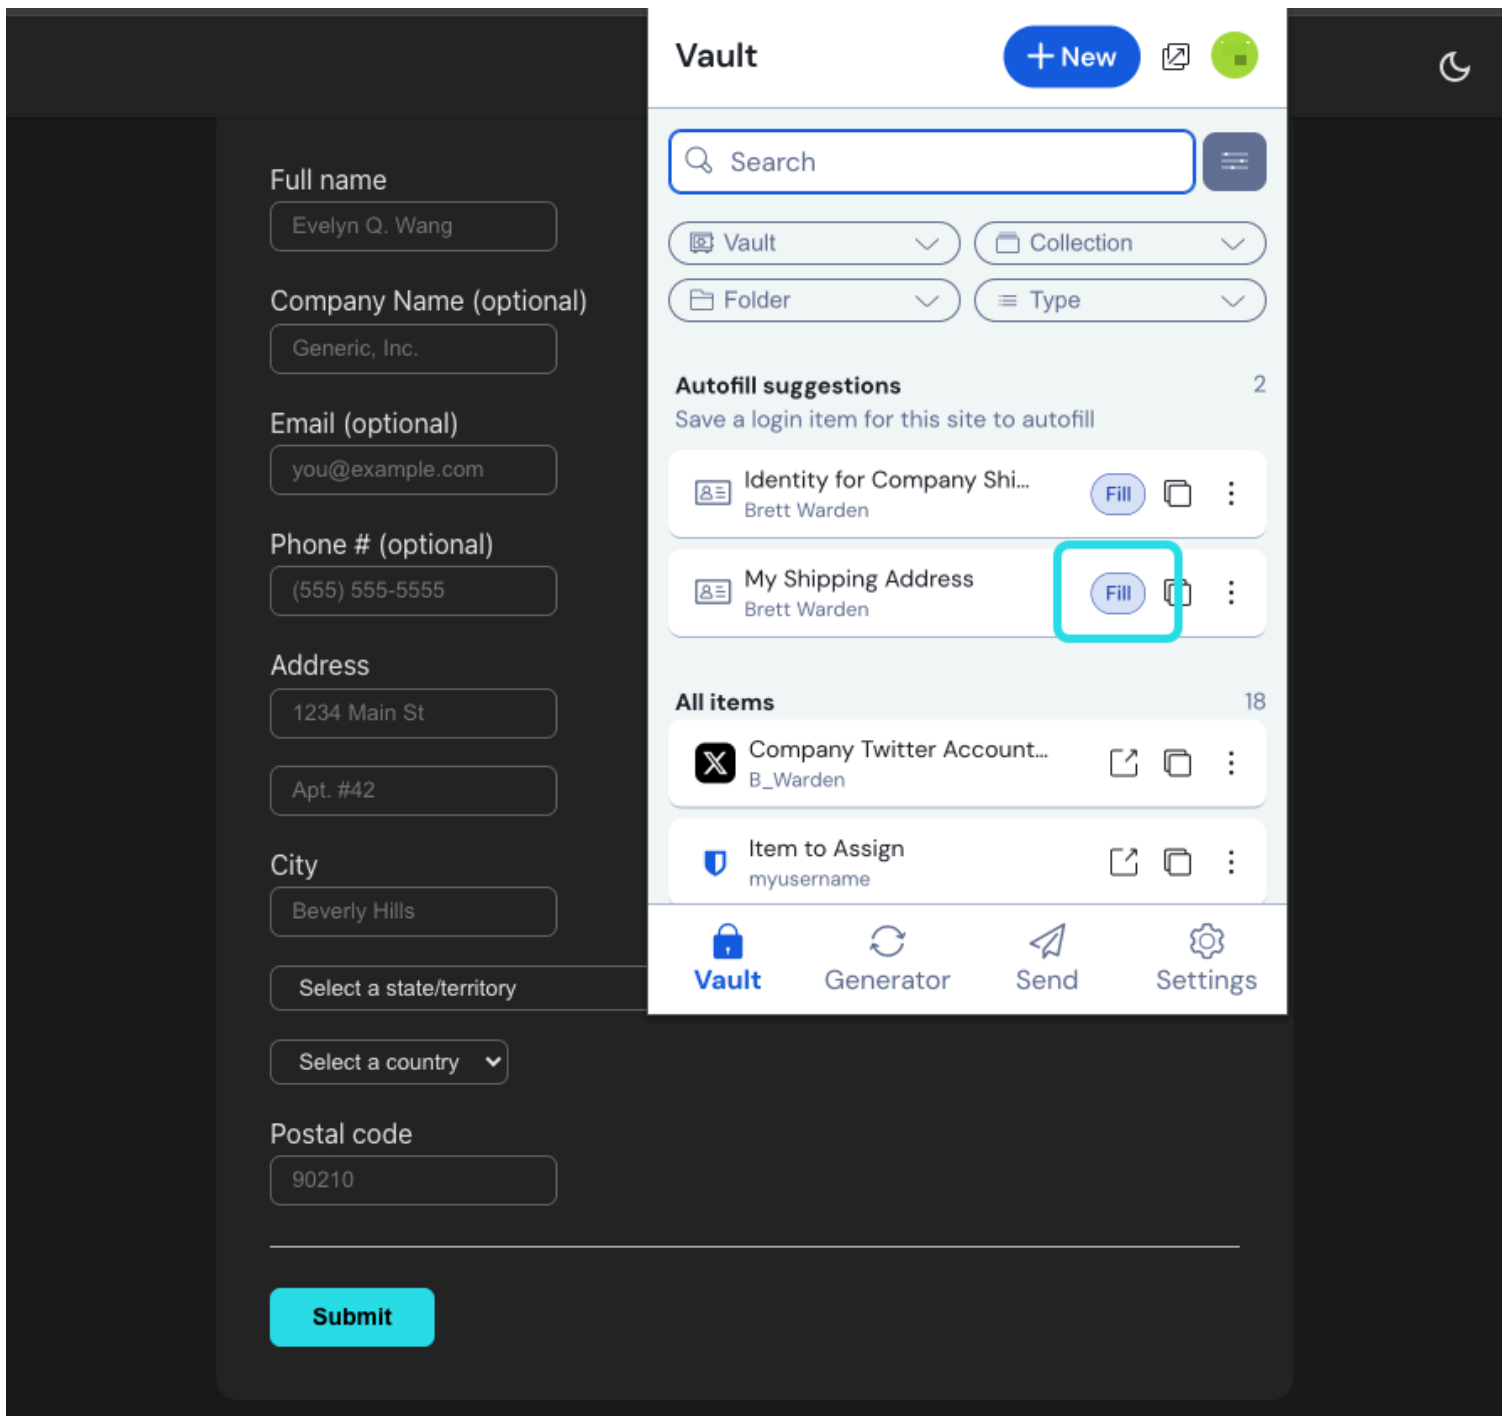 Full name
Evelyn Q. Wang
Company Name (optional)
Generic, Inc.
Email (optional)
you@example.com
Phone # (optional)
(555) 555-5555
Address
1234 Main St
Apt. #42
City
Beverly Hills
Select a state/territory
Select a country
Postal code
90210
Submit
Vault
New
Search
Vault
Collection
Folder
Type
Autofill suggestions 2
Save a login item for this site to autofill
Identity for Company Shi...
Fill
Brett Warden
My Shipping Address
Fill
Brett Warden
All items 18
Company Twitter Account...
B_Warden
Item to Assign
myusername
Vault Generator Send Settings